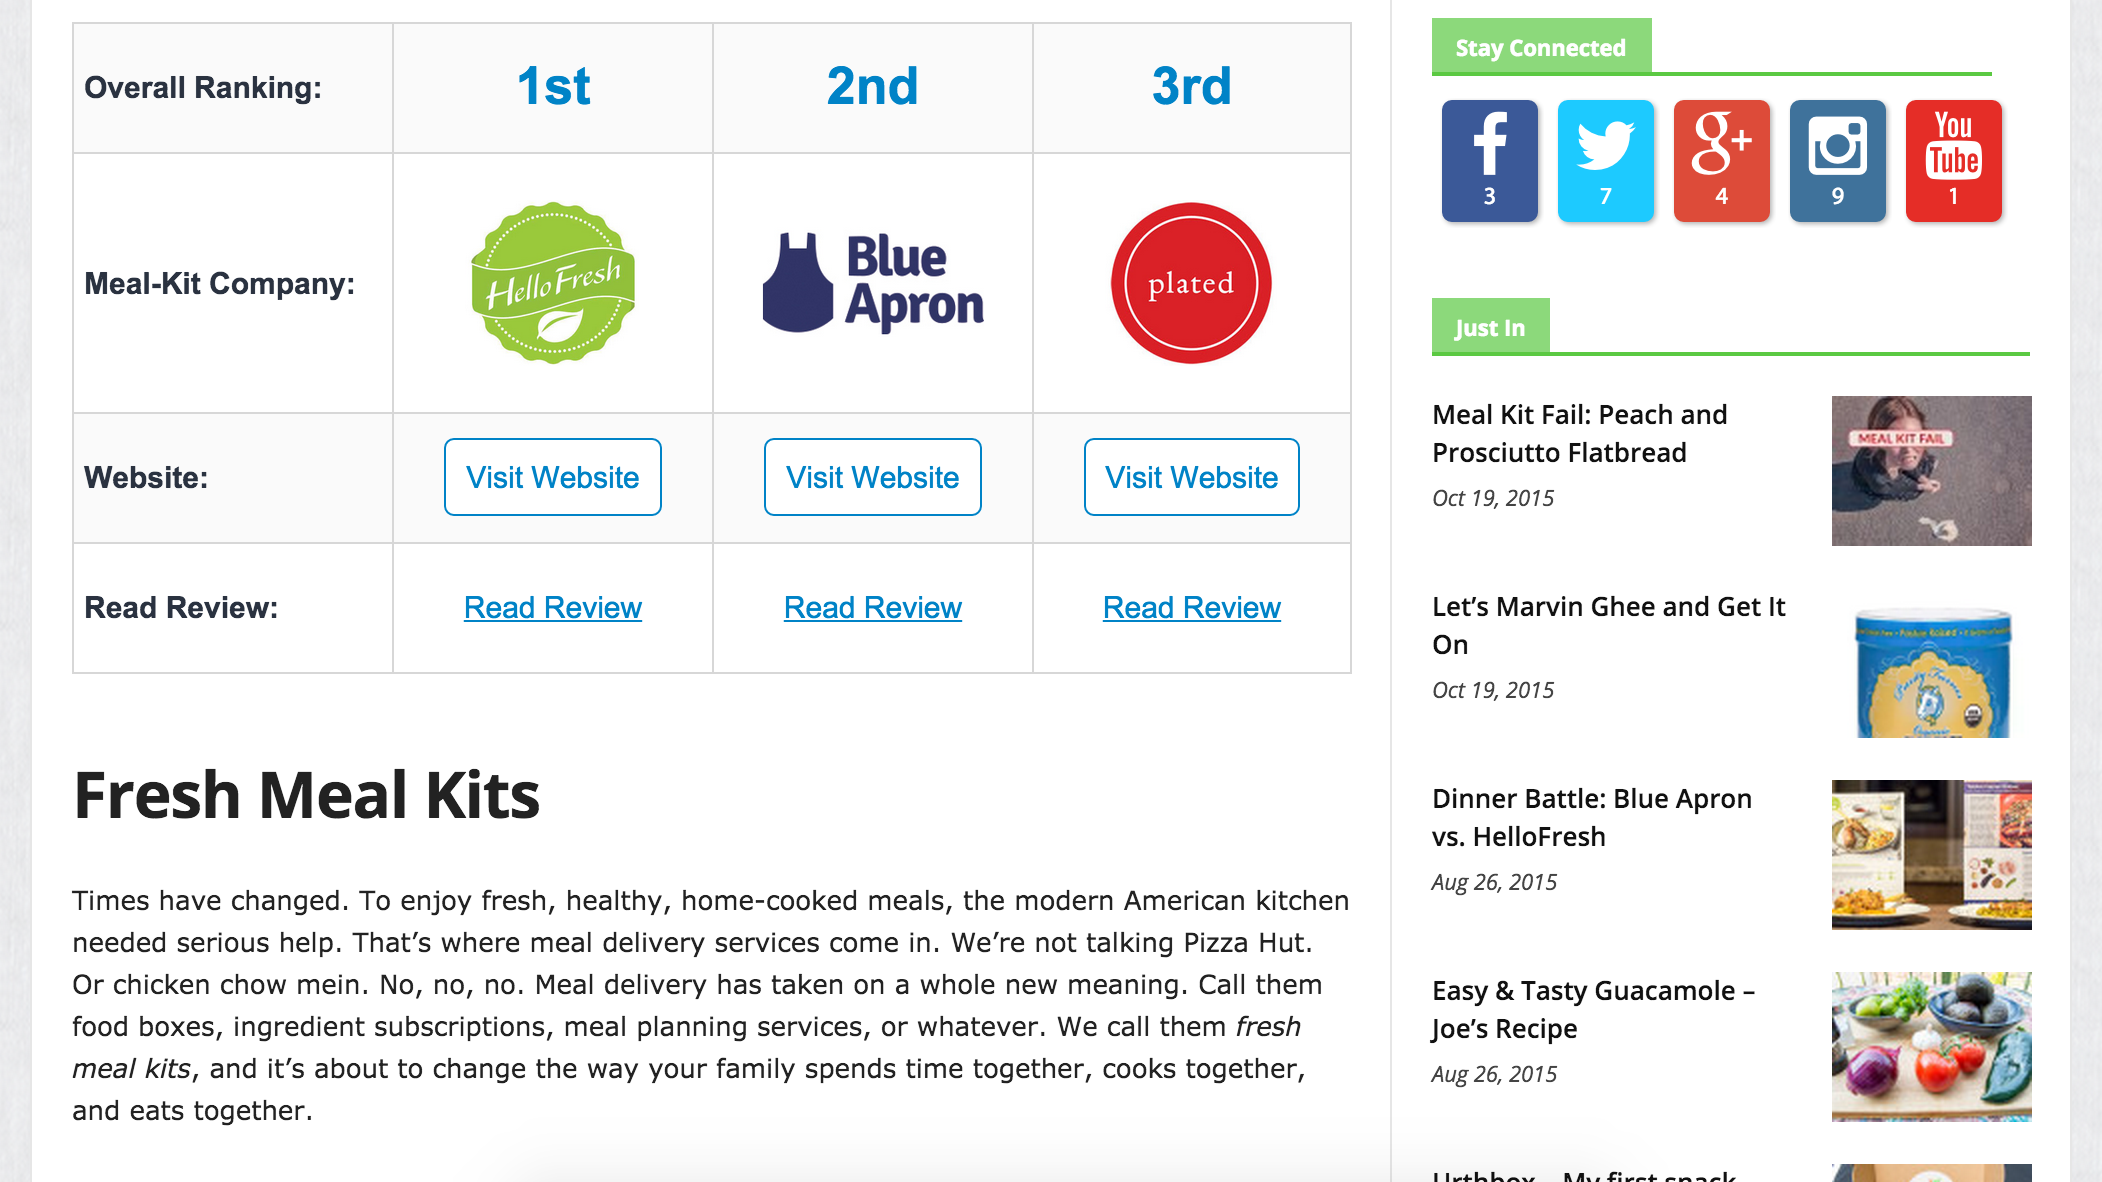 Overall Ranking: 1st 2nd 3rd
Meal-Kit Company:
HelloFresh
Blue
Apron
plated
Website: Visit Website Visit Website Visit Website
Read Review: Read Review Read Review Read Review
Fresh Meal Kits
Times have changed. To enjoy fresh, healthy, home-cooked meals, the modern American kitchen
needed serious help. That’s where meal delivery services come in. We’re not talking Pizza Hut.
Or chicken chow mein. No, no, no. Meal delivery has taken on a whole new meaning. Call them
food boxes, ingredient subscriptions, meal planning services, or whatever. We call them fresh
meal kits, and it’s about to change the way your family spends time together, cooks together,
and eats together.
Stay Connected
f
g+
You
Tube
3 7 4 9 1
Just In
Meal Kit Fail: Peach and
Prosciutto Flatbread
Oct 19, 2015
MEAL KIT FAIL
Let’s Marvin Ghee and Get It
On
Oct 19, 2015
Dinner Battle: Blue Apron
vs. HelloFresh
Aug 26, 2015
Easy & Tasty Guacamole –
Joe’s Recipe
Aug 26, 2015
Urthbox – My first snack